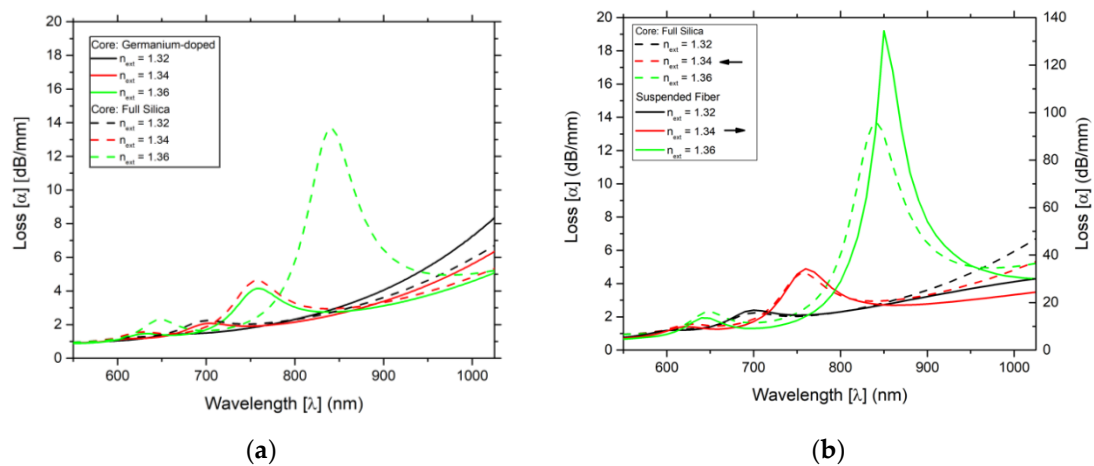 Core: Germanium-doped
n_ext = 1.32
n_ext = 1.34
n_ext = 1.36
Core: Full Silica
n_ext = 1.32
n_ext = 1.34
n_ext = 1.36
20
18
16
14
12
10
8
6
4
2
0
Loss [α] [dB/mm]
600 700 800 900 1000
Wavelength [λ] (nm)
(a)
Core: Full Silica
n_ext = 1.32
n_ext = 1.34
n_ext = 1.36
Suspended Fiber
n_ext = 1.32
n_ext = 1.34
n_ext = 1.36
20
18
16
14
12
10
8
6
4
2
0
Loss [α] (dB/mm)
140
120
100
80
60
40
20
0
Loss [α] (dB/mm)
600 700 800 900 1000
Wavelength [λ] (nm)
(b)